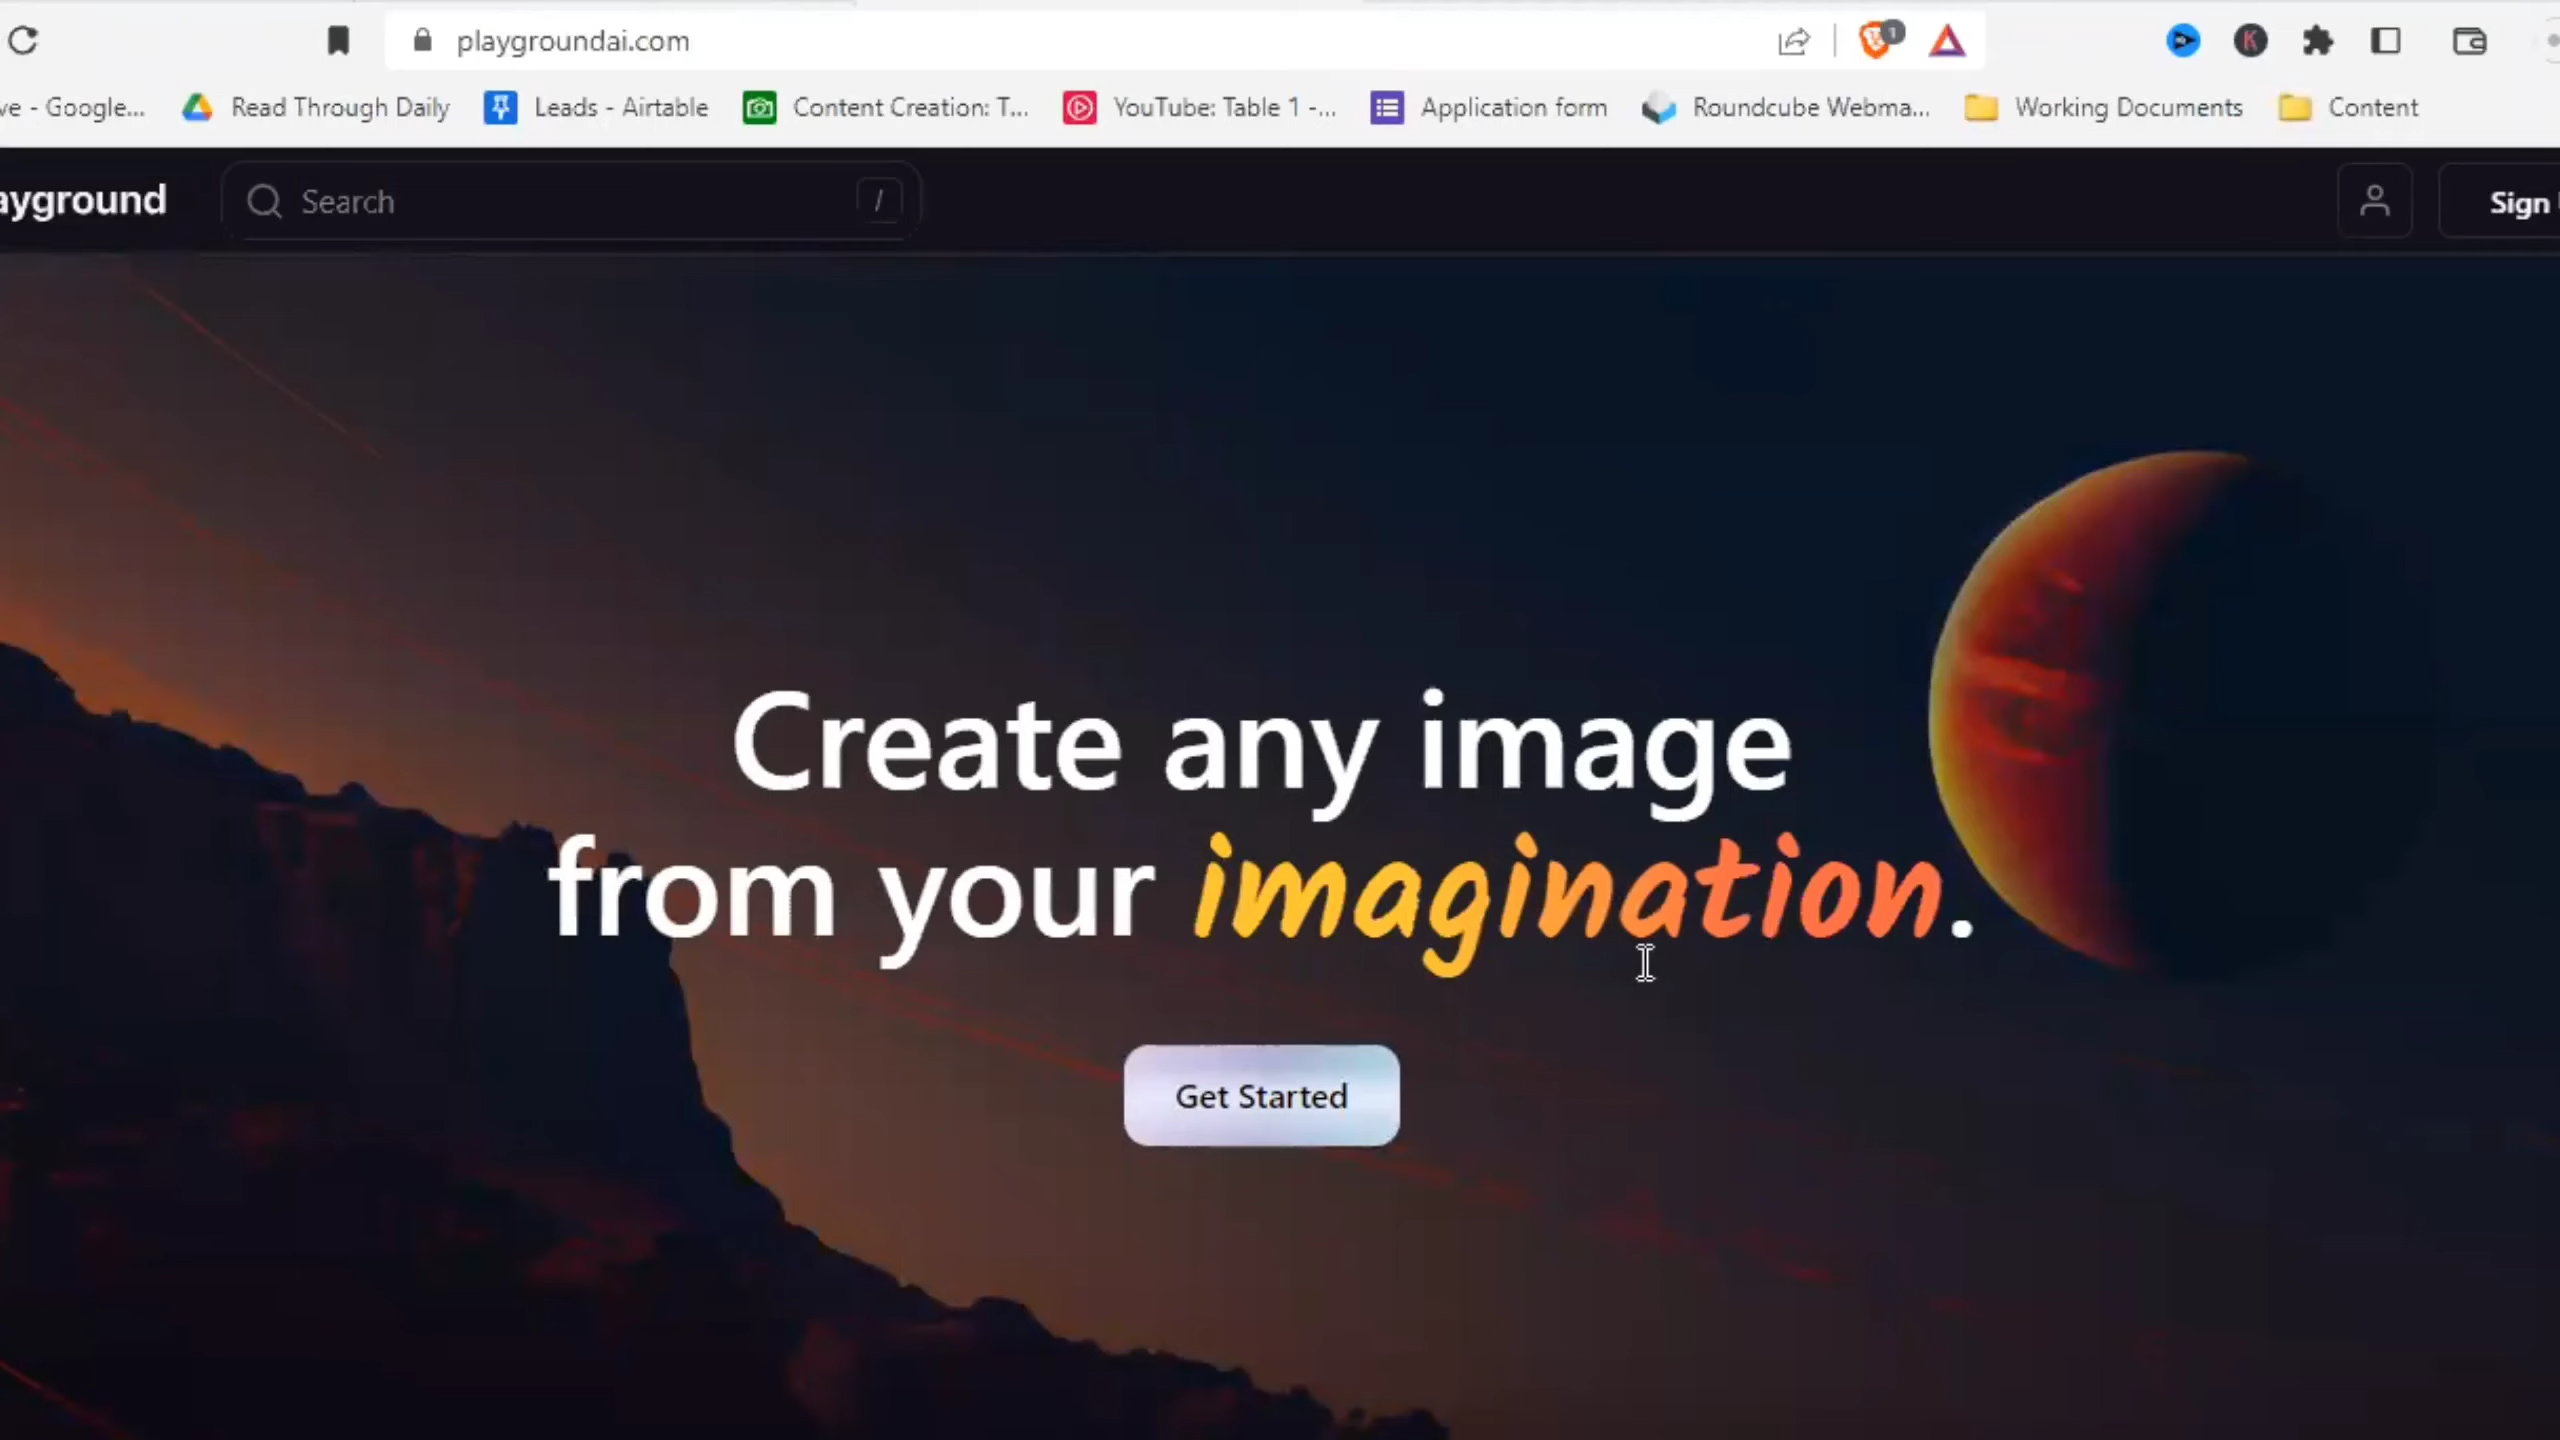 playgroundai.com
1
ve - Google...
Read Through Daily
Leads - Airtable
Content Creation: T...
YouTube: Table 1 -...
Application form
Roundcube Webma...
Working Documents
Content
ayground
Search
/
Sign
Create any image
from your imagination.
Get Started